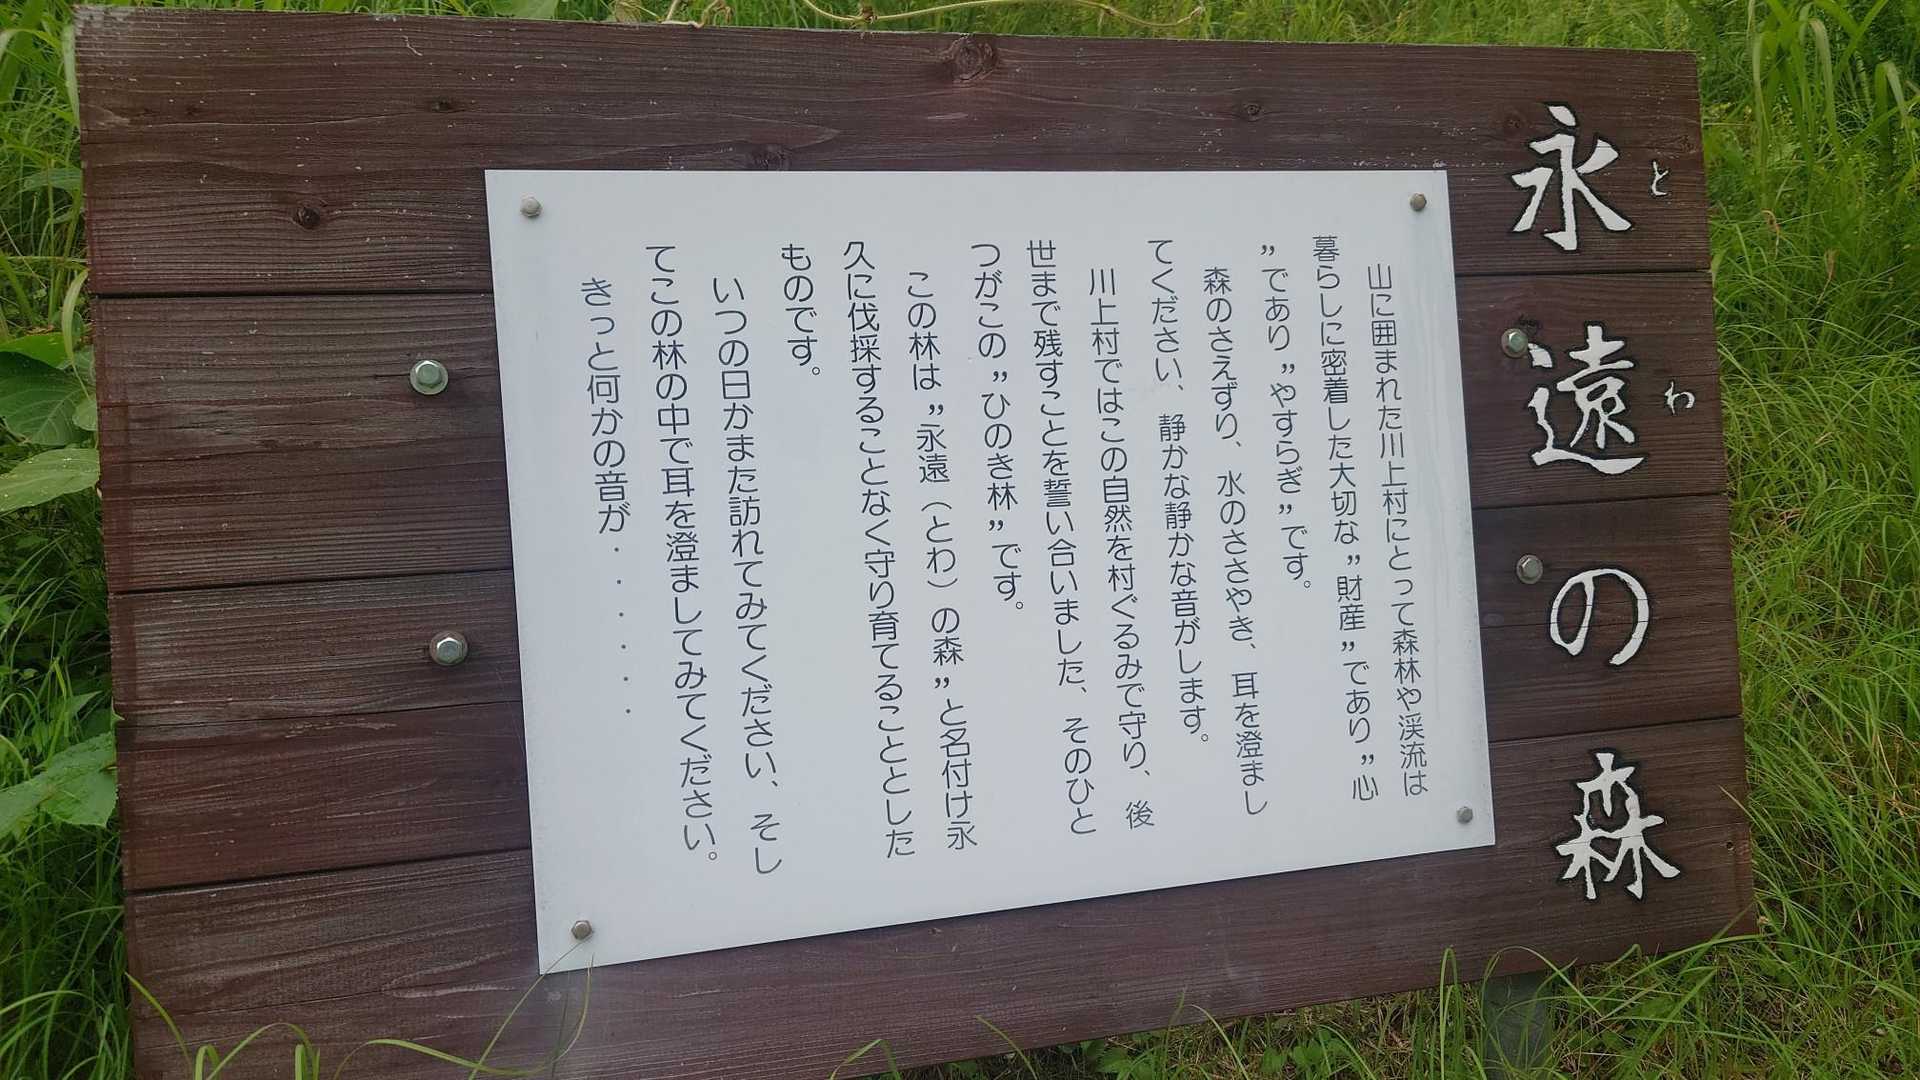 永遠の森
とわ
山に囲まれた川上村にとって森林や渓流は
暮らしに密着した大切な”財産”であり”心
”であり”やすらぎ”です。
森のさえずり、水のささやき、耳を澄まし
てください、静かな静かな音がします。
川上村ではこの自然を村ぐるみで守り、後
世まで残すことを誓い合いました、そのひと
つがこの”ひのき林”です。
この林は”永遠（とわ）の森”と名付け永
久に伐採することなく守り育てることとした
ものです。
いつの日かまた訪れてみてください、そし
てこの林の中で耳を澄ましてみてください。
きっと何かの音が・・・・・・